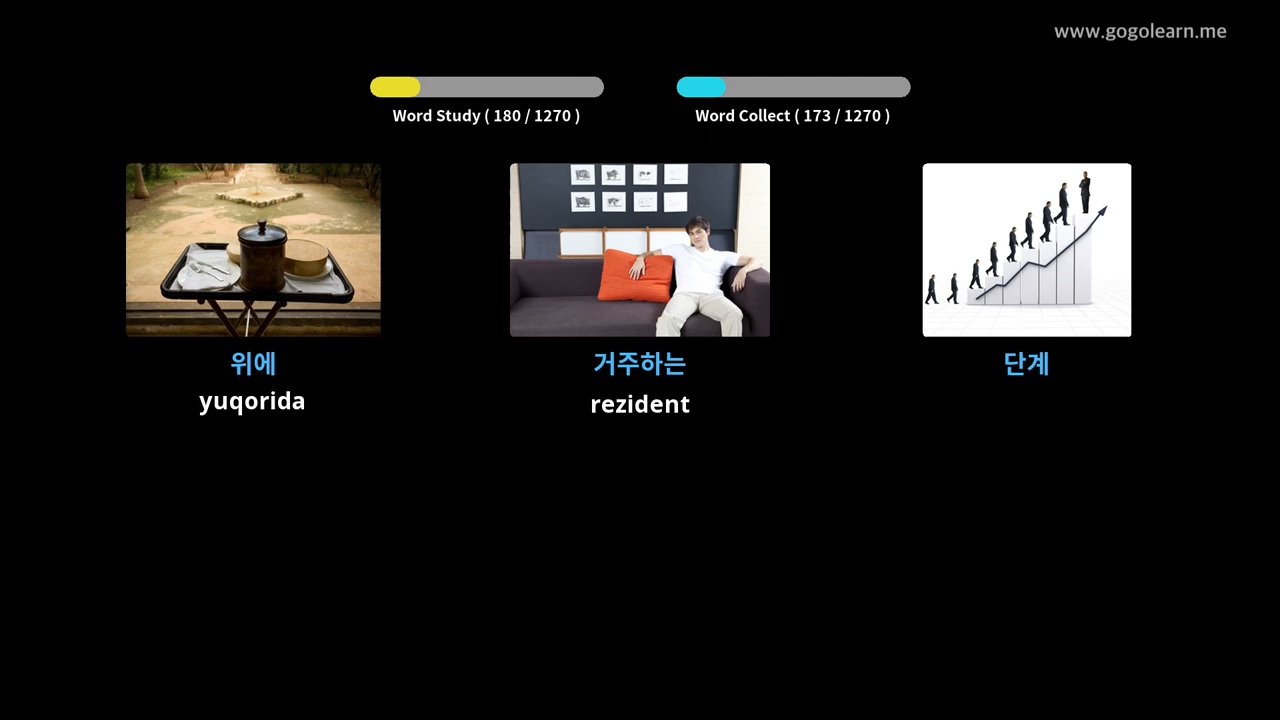 www.gogolearn.me
Word Study ( 180 / 1270 )
Word Collect ( 173 / 1270 )
위에
yuqorida
거주하는
rezident
단계